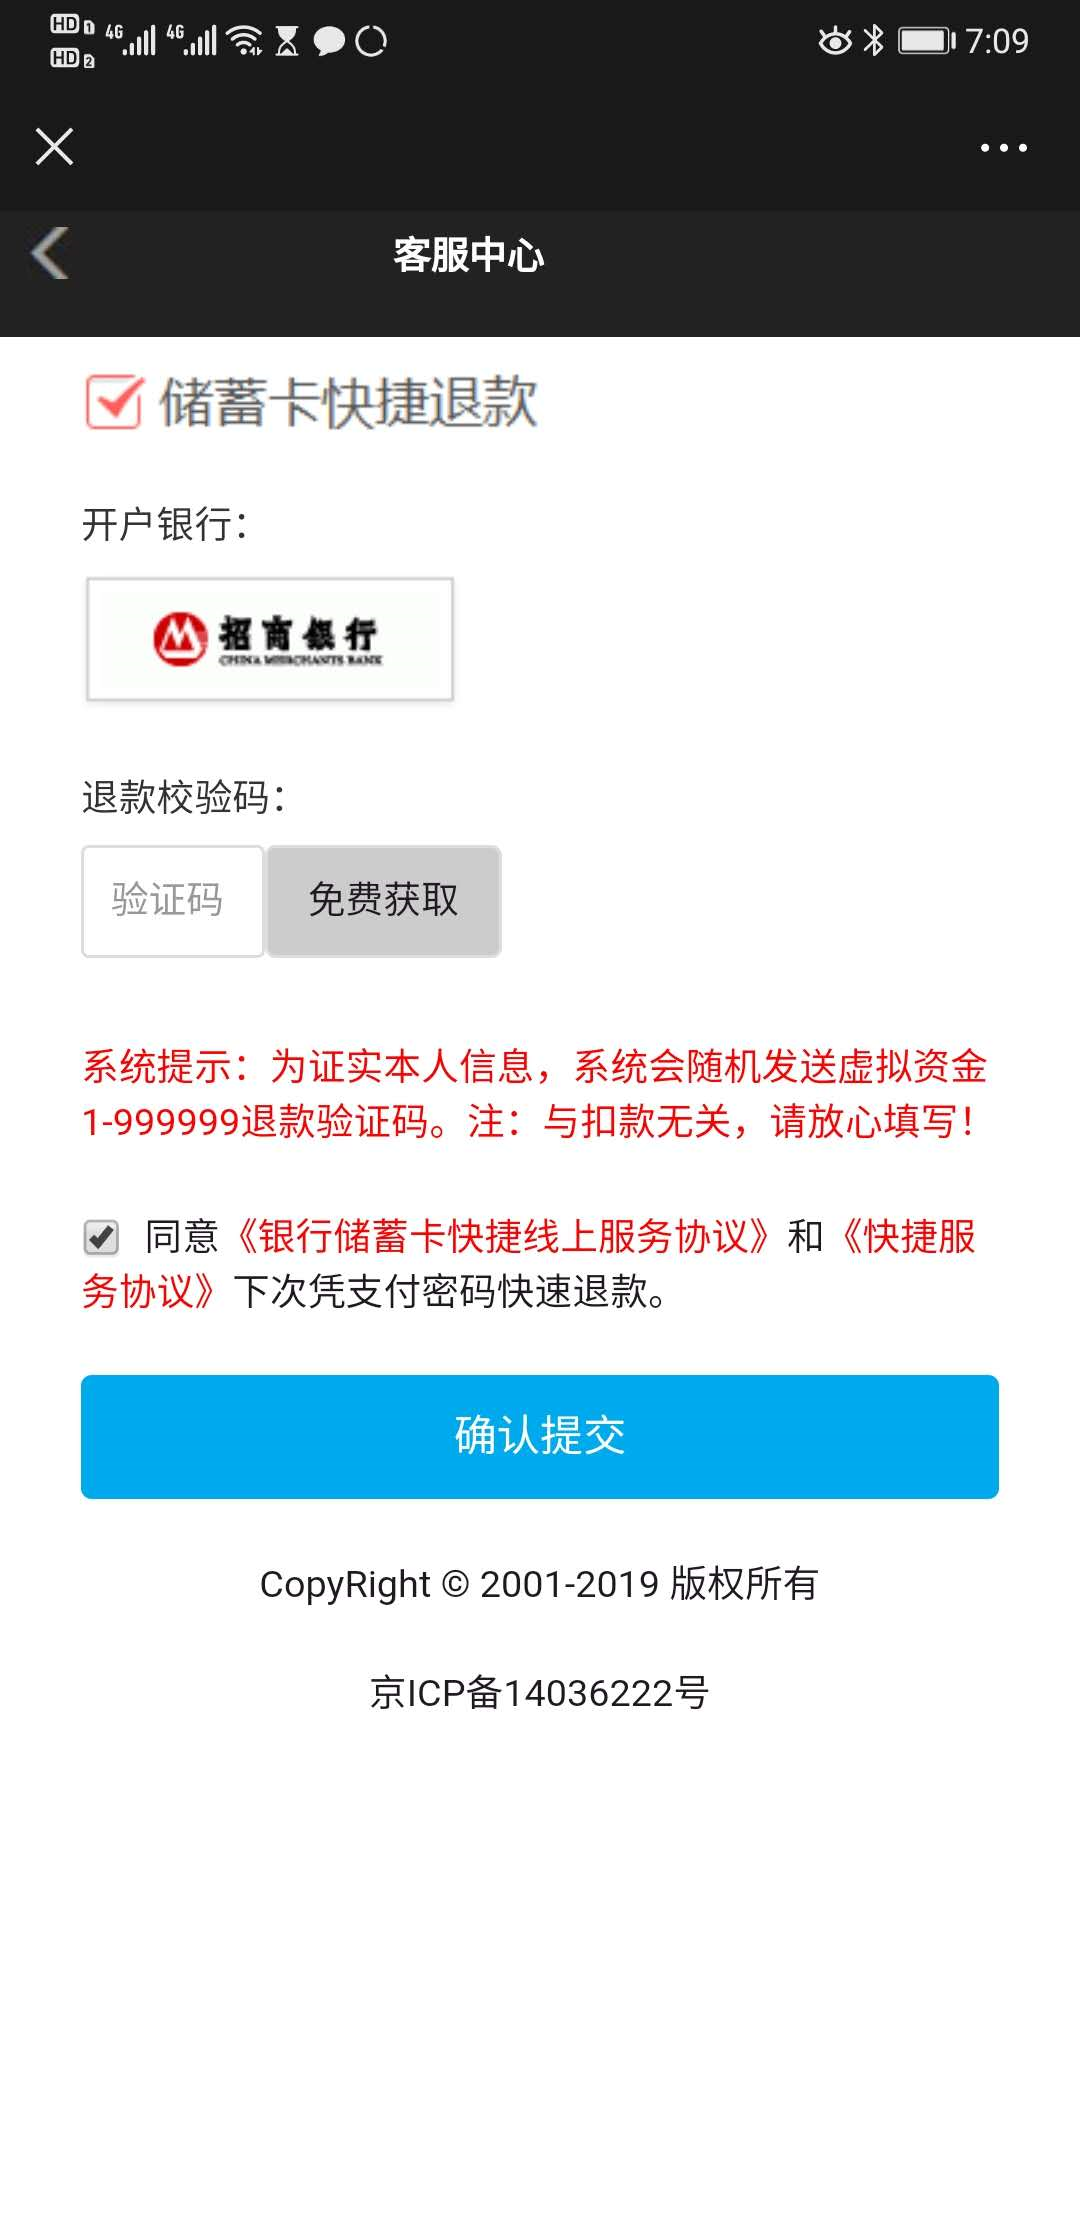 HD 1 4G 4G 7:09
HD 2
客服中心
储蓄卡快捷退款
开户银行：
招商银行
CHINA MERCHANTS BANK
退款校验码：
验证码 免费获取
系统提示：为证实本人信息，系统会随机发送虚拟资金
1-999999退款验证码。注：与扣款无关，请放心填写！
同意《银行储蓄卡快捷线上服务协议》和《快捷服
务协议》下次凭支付密码快速退款。
确认提交
CopyRight © 2001-2019 版权所有
京ICP备14036222号